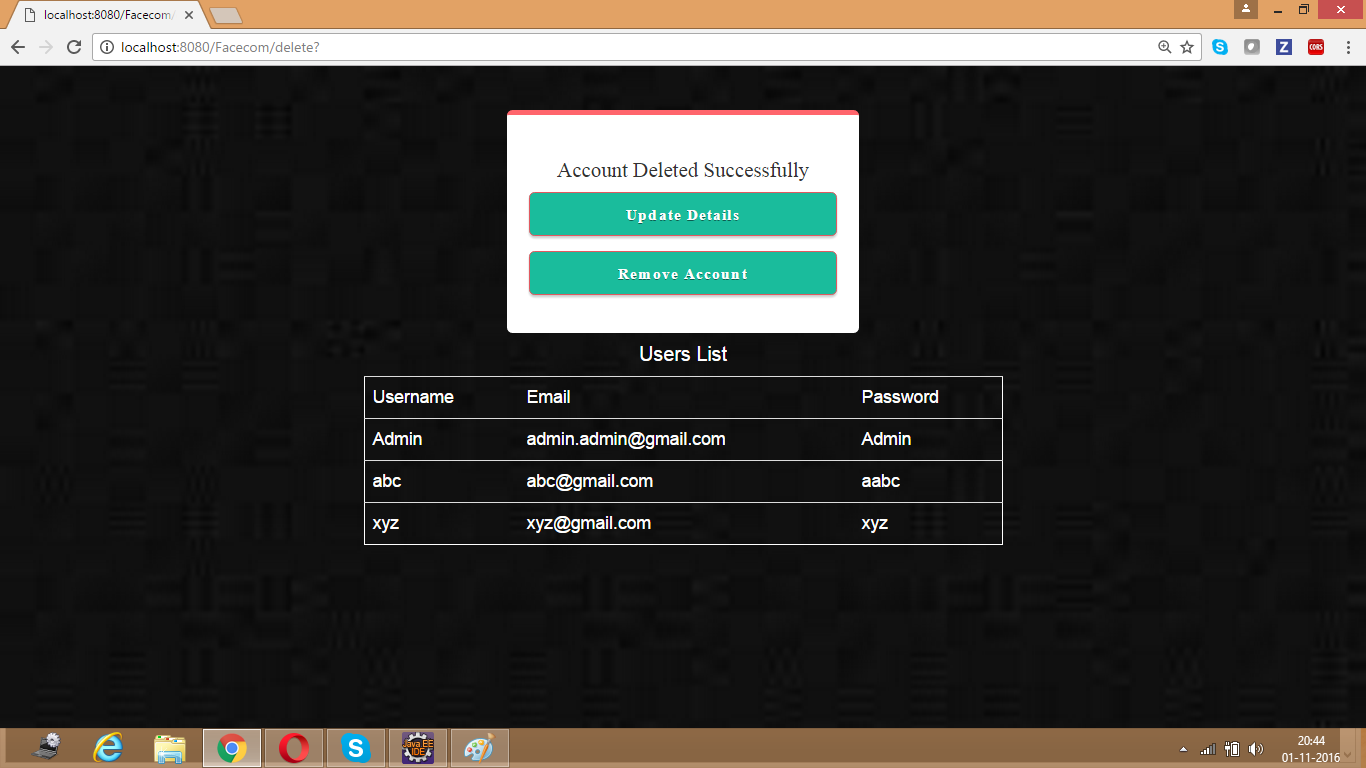 localhost:8080/Facecom/
localhost:8080/Facecom/delete?
Z
CORS
Account Deleted Successfully
Update Details
Remove Account
Users List
Username Email Password
Admin admin.admin@gmail.com Admin
abc abc@gmail.com aabc
xyz xyz@gmail.com xyz
Java EE
IDE
20:44
01-11-2016